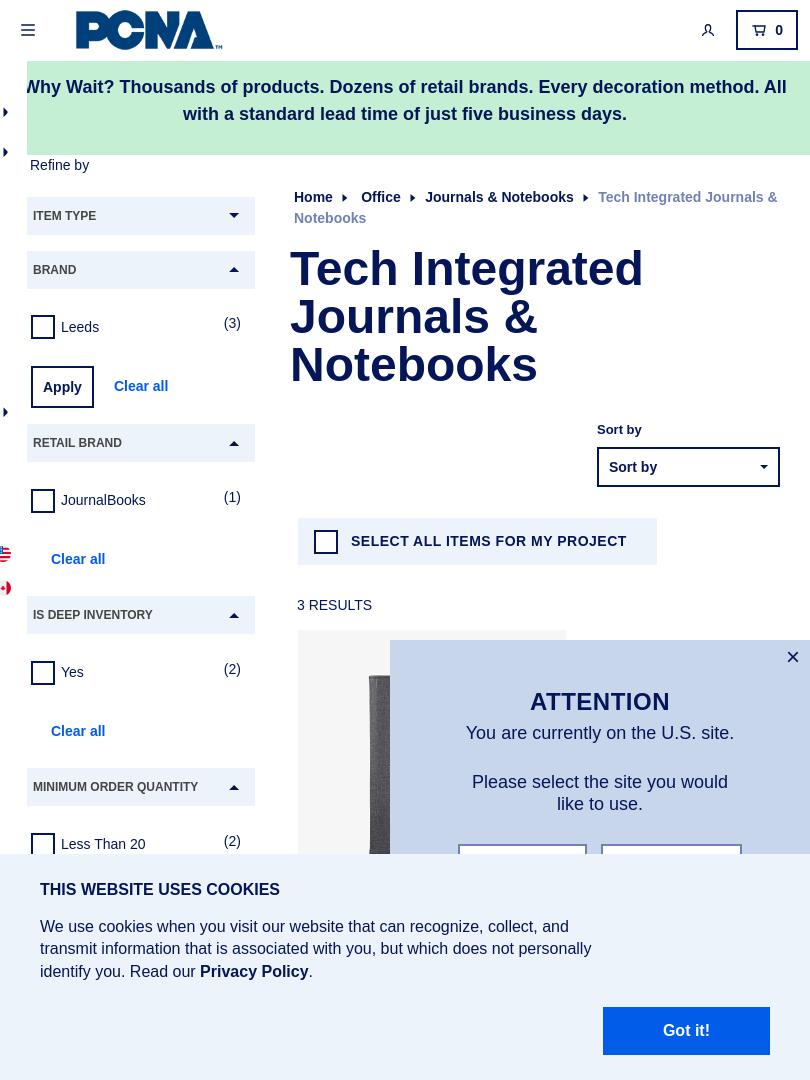 PCNA™
0
Why Wait? Thousands of products. Dozens of retail brands. Every decoration method. All
with a standard lead time of just five business days.
Refine by
ITEM TYPE
BRAND
Leeds (3)
Apply Clear all
RETAIL BRAND
JournalBooks (1)
Clear all
IS DEEP INVENTORY
Yes (2)
Clear all
MINIMUM ORDER QUANTITY
Less Than 20 (2)
Home Office Journals & Notebooks Tech Integrated Journals &
Notebooks
Tech Integrated
Journals &
Notebooks
Sort by
Sort by
SELECT ALL ITEMS FOR MY PROJECT
3 RESULTS
×
ATTENTION
You are currently on the U.S. site.
Please select the site you would
like to use.
THIS WEBSITE USES COOKIES
We use cookies when you visit our website that can recognize, collect, and
transmit information that is associated with you, but which does not personally
identify you. Read our Privacy Policy.
Got it!